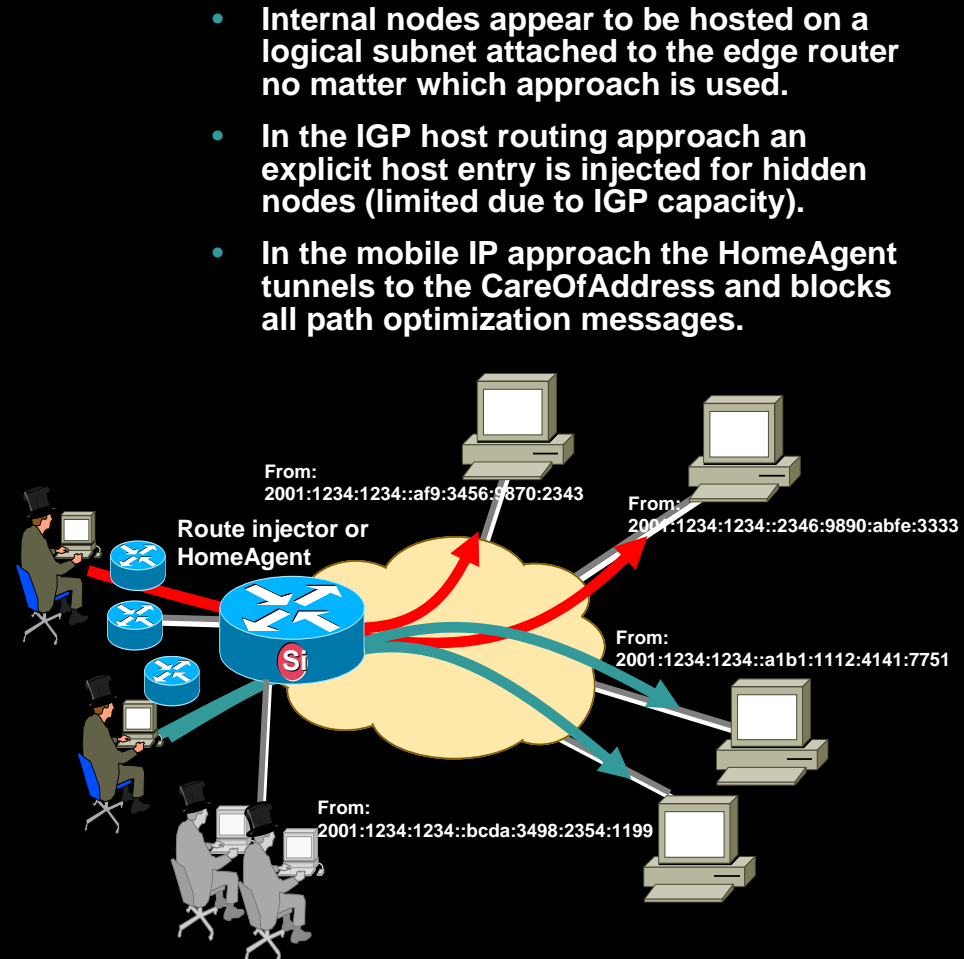 • Internal nodes appear to be hosted on a
logical subnet attached to the edge router
no matter which approach is used.
• In the IGP host routing approach an
explicit host entry is injected for hidden
nodes (limited due to IGP capacity).
• In the mobile IP approach the HomeAgent
tunnels to the CareOfAddress and blocks
all path optimization messages.
From:
2001:1234:1234::af9:3456:9870:2343
From:
2001:1234:1234::2346:9890:abfe:3333
Route injector or
HomeAgent
Si
From:
2001:1234:1234::a1b1:1112:4141:7751
From:
2001:1234:1234::bcda:3498:2354:1199